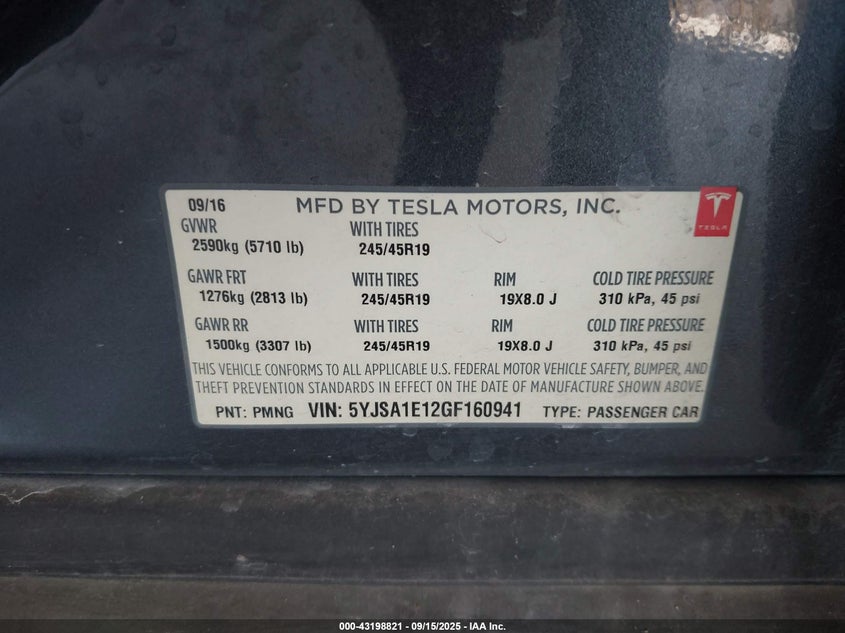 09/16 MFD BY TESLA MOTORS, INC.
TESLA
GVWR WITH TIRES
2590kg (5710 lb) 245/45R19
GAWR FRT WITH TIRES RIM COLD TIRE PRESSURE
1276kg (2813 lb) 245/45R19 19X8.0 J 310 kPa, 45 psi
GAWR RR WITH TIRES RIM COLD TIRE PRESSURE
1500kg (3307 lb) 245/45R19 19X8.0 J 310 kPa, 45 psi
THIS VEHICLE CONFORMS TO ALL APPLICABLE U.S. FEDERAL MOTOR VEHICLE SAFETY, BUMPER, AND
THEFT PREVENTION STANDARDS IN EFFECT ON THE DATE OF MANUFACTURE SHOWN ABOVE.
PNT: PMNG VIN: 5YJSA1E12GF160941 TYPE: PASSENGER CAR
000-43198821 - 09/15/2025 - IAA Inc.